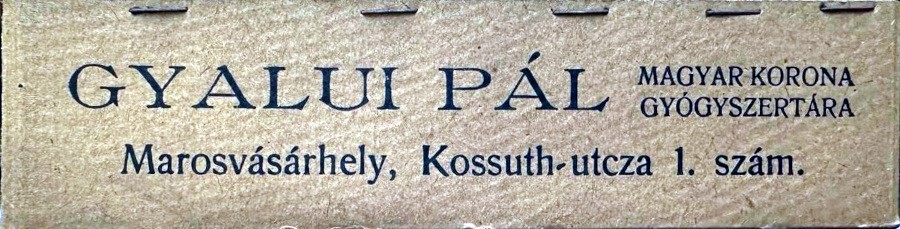 GYALUI PÁL
MAGYAR KORONA
GYÓGYSZERTÁRA
Marosvásárhely, Kossuth-utcza 1. szám.